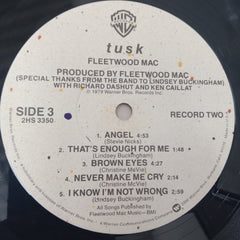 tusk
FLEETWOOD MAC
PRODUCED BY FLEETWOOD MAC
(SPECIAL THANKS FROM THE BAND TO LINDSEY BUCKINGHAM)
WITH RICHARD DASHUT AND KEN CAILLAT
℗ 1979 Warner Bros. Records Inc.
SIDE 3
2HS 3350
RECORD TWO
1. ANGEL 4:53
(Stevie Nicks)
2. THAT'S ENOUGH FOR ME 1:48
(Lindsey Buckingham)
3. BROWN EYES 4:27
(Christine McVie)
4. NEVER MAKE ME CRY 2:14
(Christine McVie)
5. I KNOW I'M NOT WRONG 2:59
(Lindsey Buckingham)
All Songs Published by
Fleetwood Mac Music—BMI